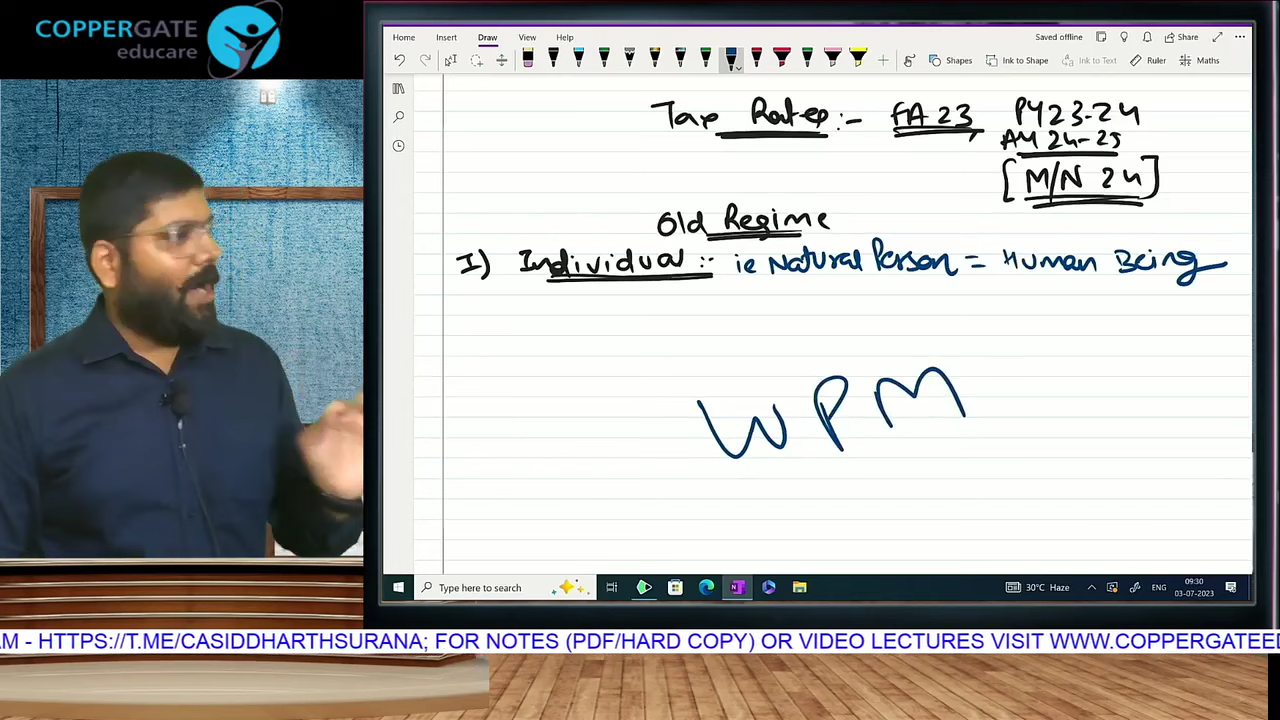 COPPERGATE
educare
Home Insert Draw View Help
Saved offline
Share
Shapes
Ink to Shape
Ink to Text
Ruler
Maths
Tax Rates :- FA 23 PY 23-24
AY 24-25
[M/N 24]
Old Regime
I) Individual :- ie Natural Person = Human Being
WPM
Type here to search
30°C Haze
ENG
09:30
03-07-2023
AM - HTTPS://T.ME/CASIDDHARTHSURANA; FOR NOTES (PDF/HARD COPY) OR VIDEO LECTURES VISIT WWW.COPPERGATEED